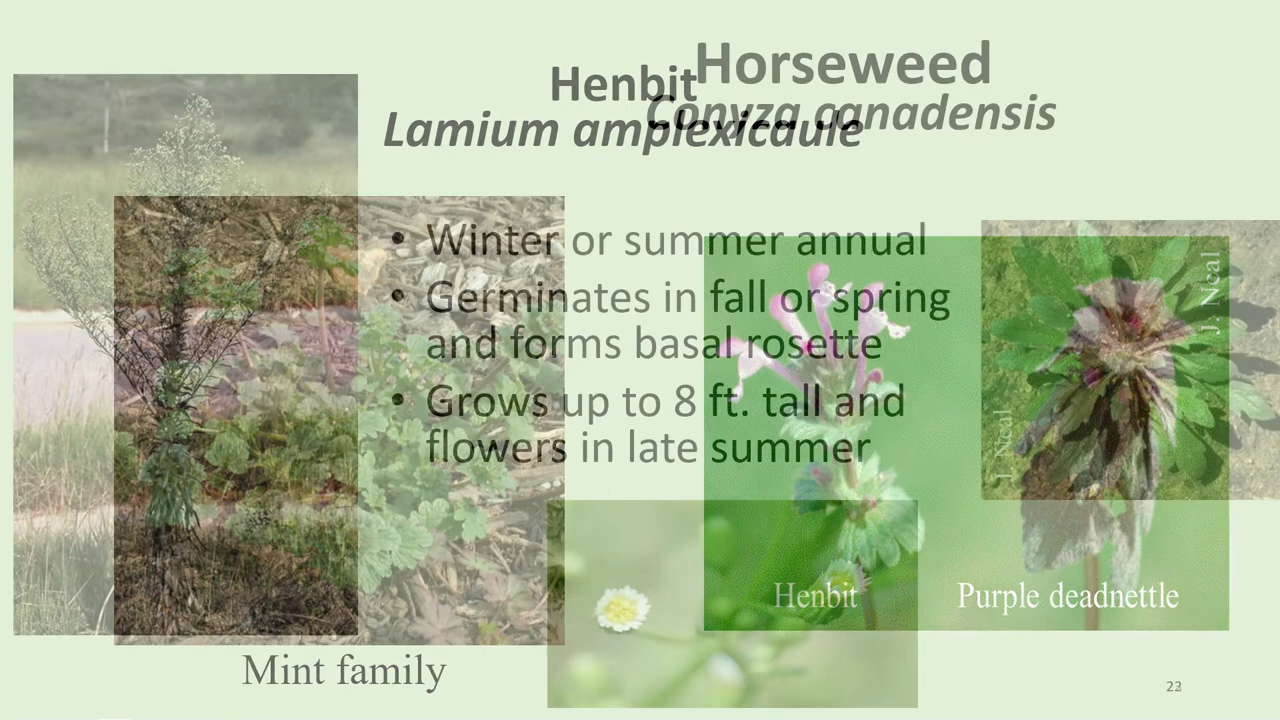 Horseweed
Henbit
Conyza canadensis
Lamium amplexicaule
• Winter or summer annual
• Germinates in fall or spring
and forms basal rosette
• Grows up to 8 ft. tall and
flowers in late summer
J. Neal
J. Neal
Henbit
Purple deadnettle
Mint family